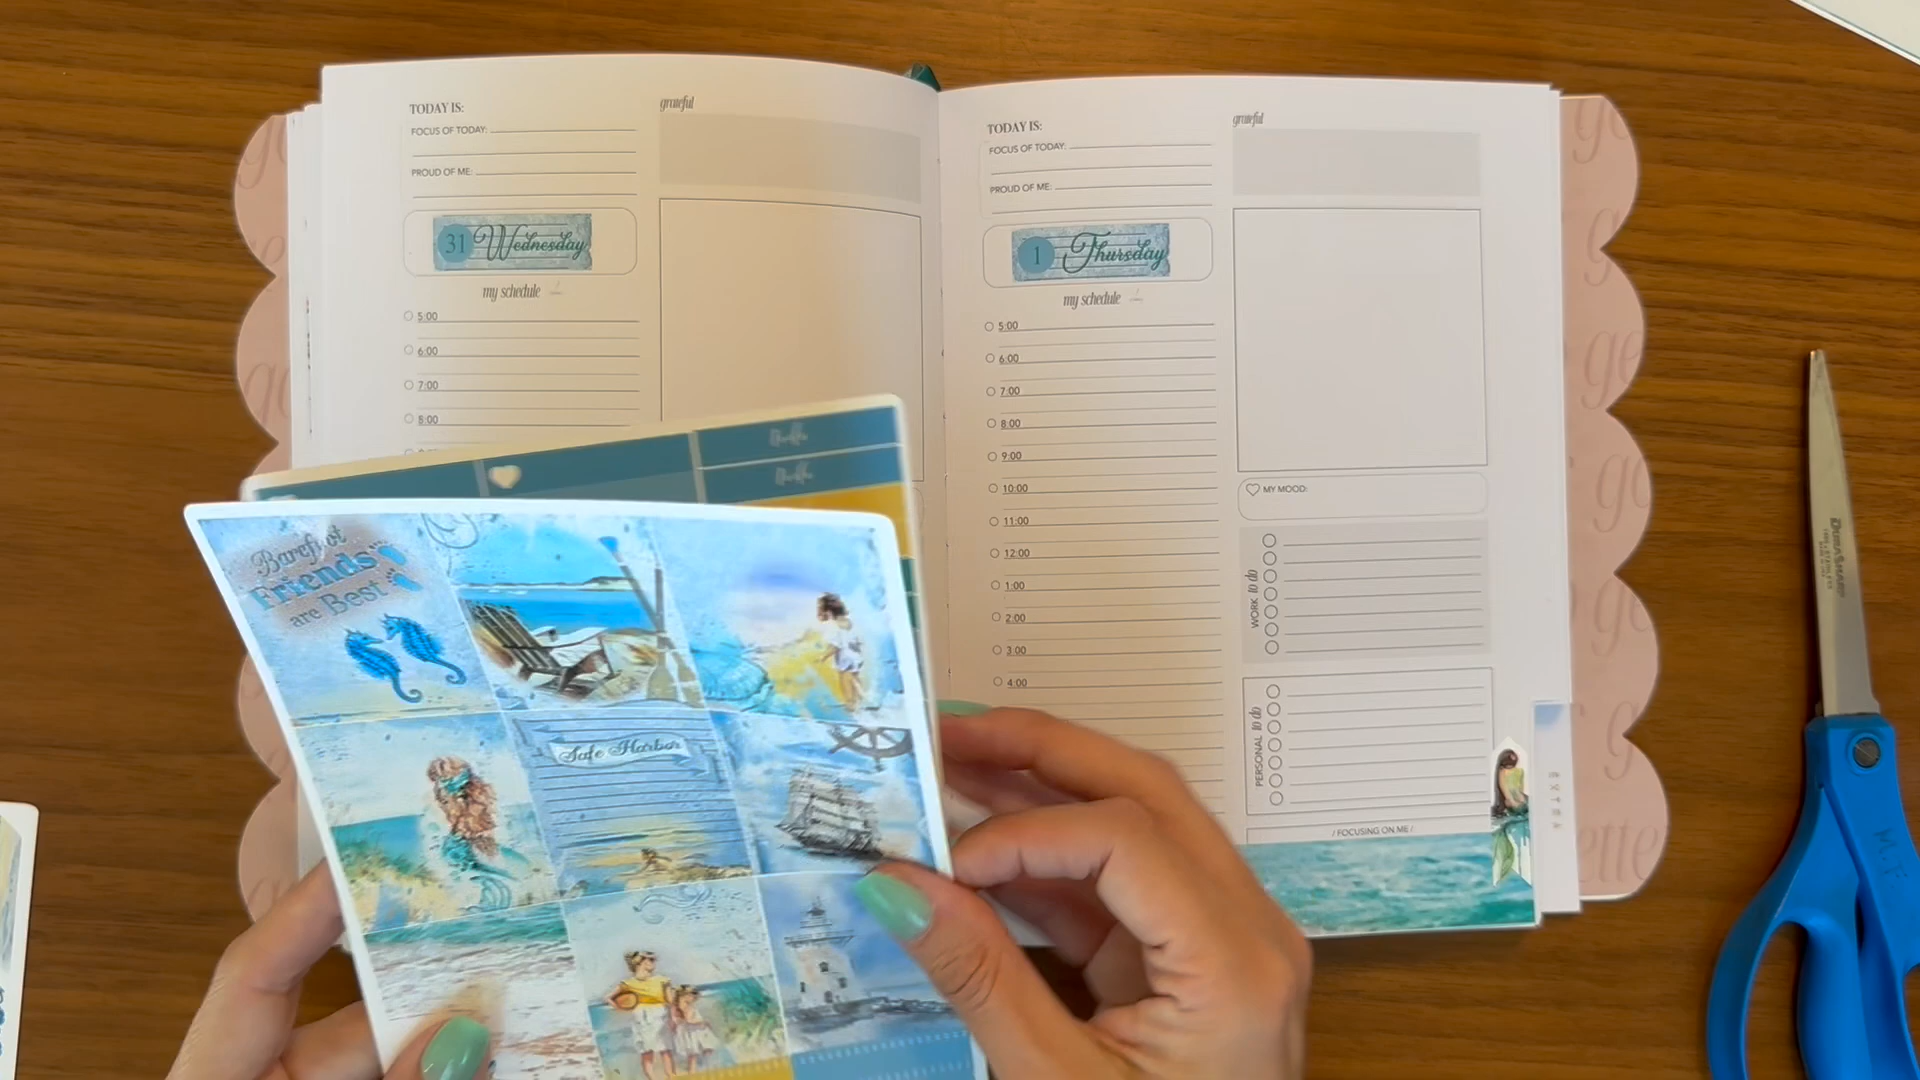 TODAY IS:
FOCUS OF TODAY:
PROUD OF ME:
31 Wednesday
my schedule
5:00
6:00
7:00
8:00
grateful
TODAY IS:
FOCUS OF TODAY:
PROUD OF ME:
1 Thursday
my schedule
5:00
6:00
7:00
8:00
9:00
10:00
11:00
12:00
1:00
2:00
3:00
4:00
grateful
MY MOOD:
WORK to do
PERSONAL to do
/ FOCUSING ON ME /
EXTRA
Barefoot
Friends
are Best
Safe Harbor
DURASHARP
M.F